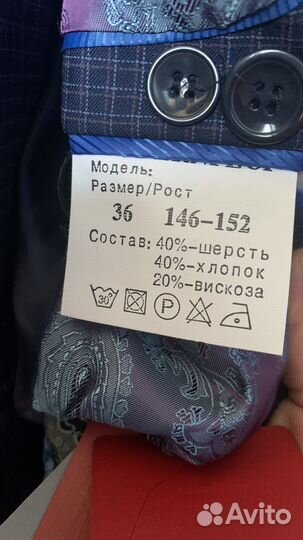 Модель:
Размер/Рост
36 146-152
Состав: 40%-шерсть
40%-хлопок
20%-вискоза
30°
P
Avito